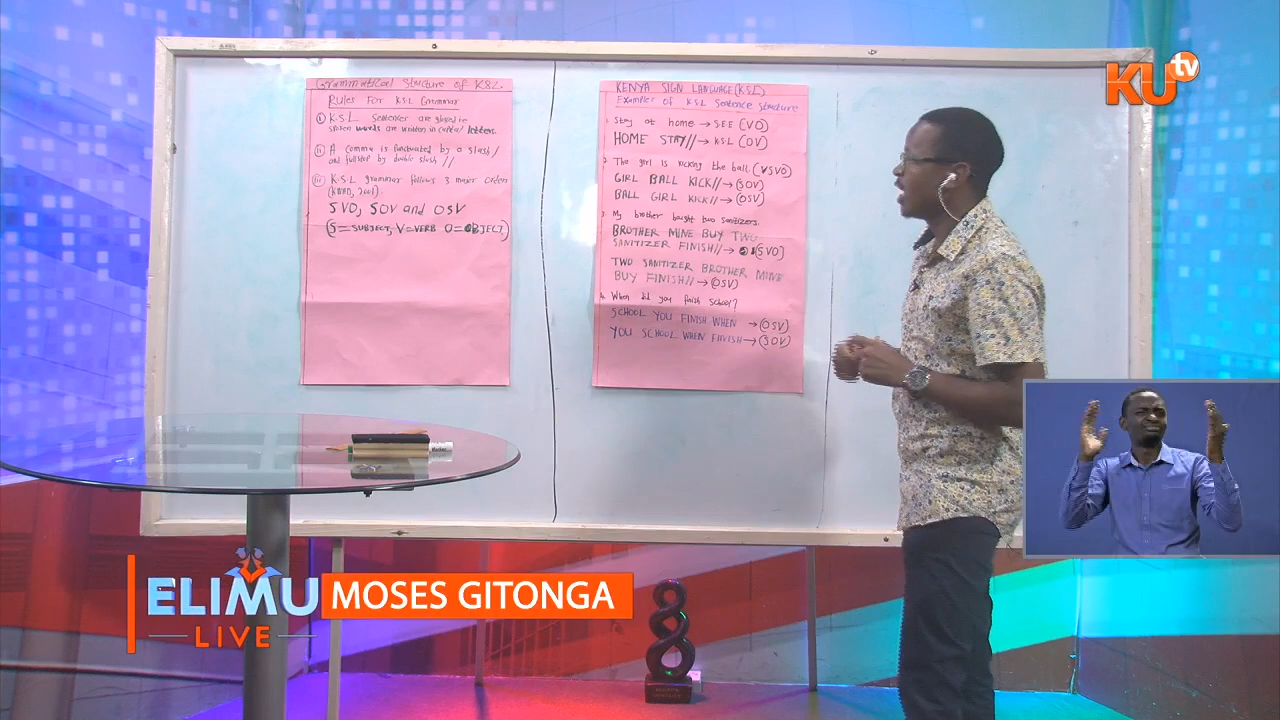 KU tv
Grammatical Structure of KSL.
RULES FOR KSL Grammar
(i) K.S.L. Sentences are glossed ie
spoken words are written in capital letters.
(ii) A comma is punctuated by a slash/
and fullstop by double slash //
(iii) K.S.L grammar follows 3 major orders
SVO, SOV and OSV
(S=SUBJECT, V=VERB O=OBJECT)
KENYA SIGN LANGUAGE (KSL)
Examples of KSL Sentence Structure
1. Stay at home → SEE (VO)
HOME STAY// → KSL (OV)
2. The girl is kicking the ball. (VSVO)
GIRL BALL KICK// → (SOV)
BALL GIRL KICK// → (OSV)
3. My brother bought two sanitizers.
BROTHER MINE BUY TWO
SANITIZER FINISH// → (SVO)
TWO SANITIZER BROTHER MINE
BUY FINISH// → (OSV)
4. When did you finish school?
SCHOOL YOU FINISH WHEN → (OSV)
YOU SCHOOL WHEN FINISH → (SOV)
ELIMU
LIVE
MOSES GITONGA